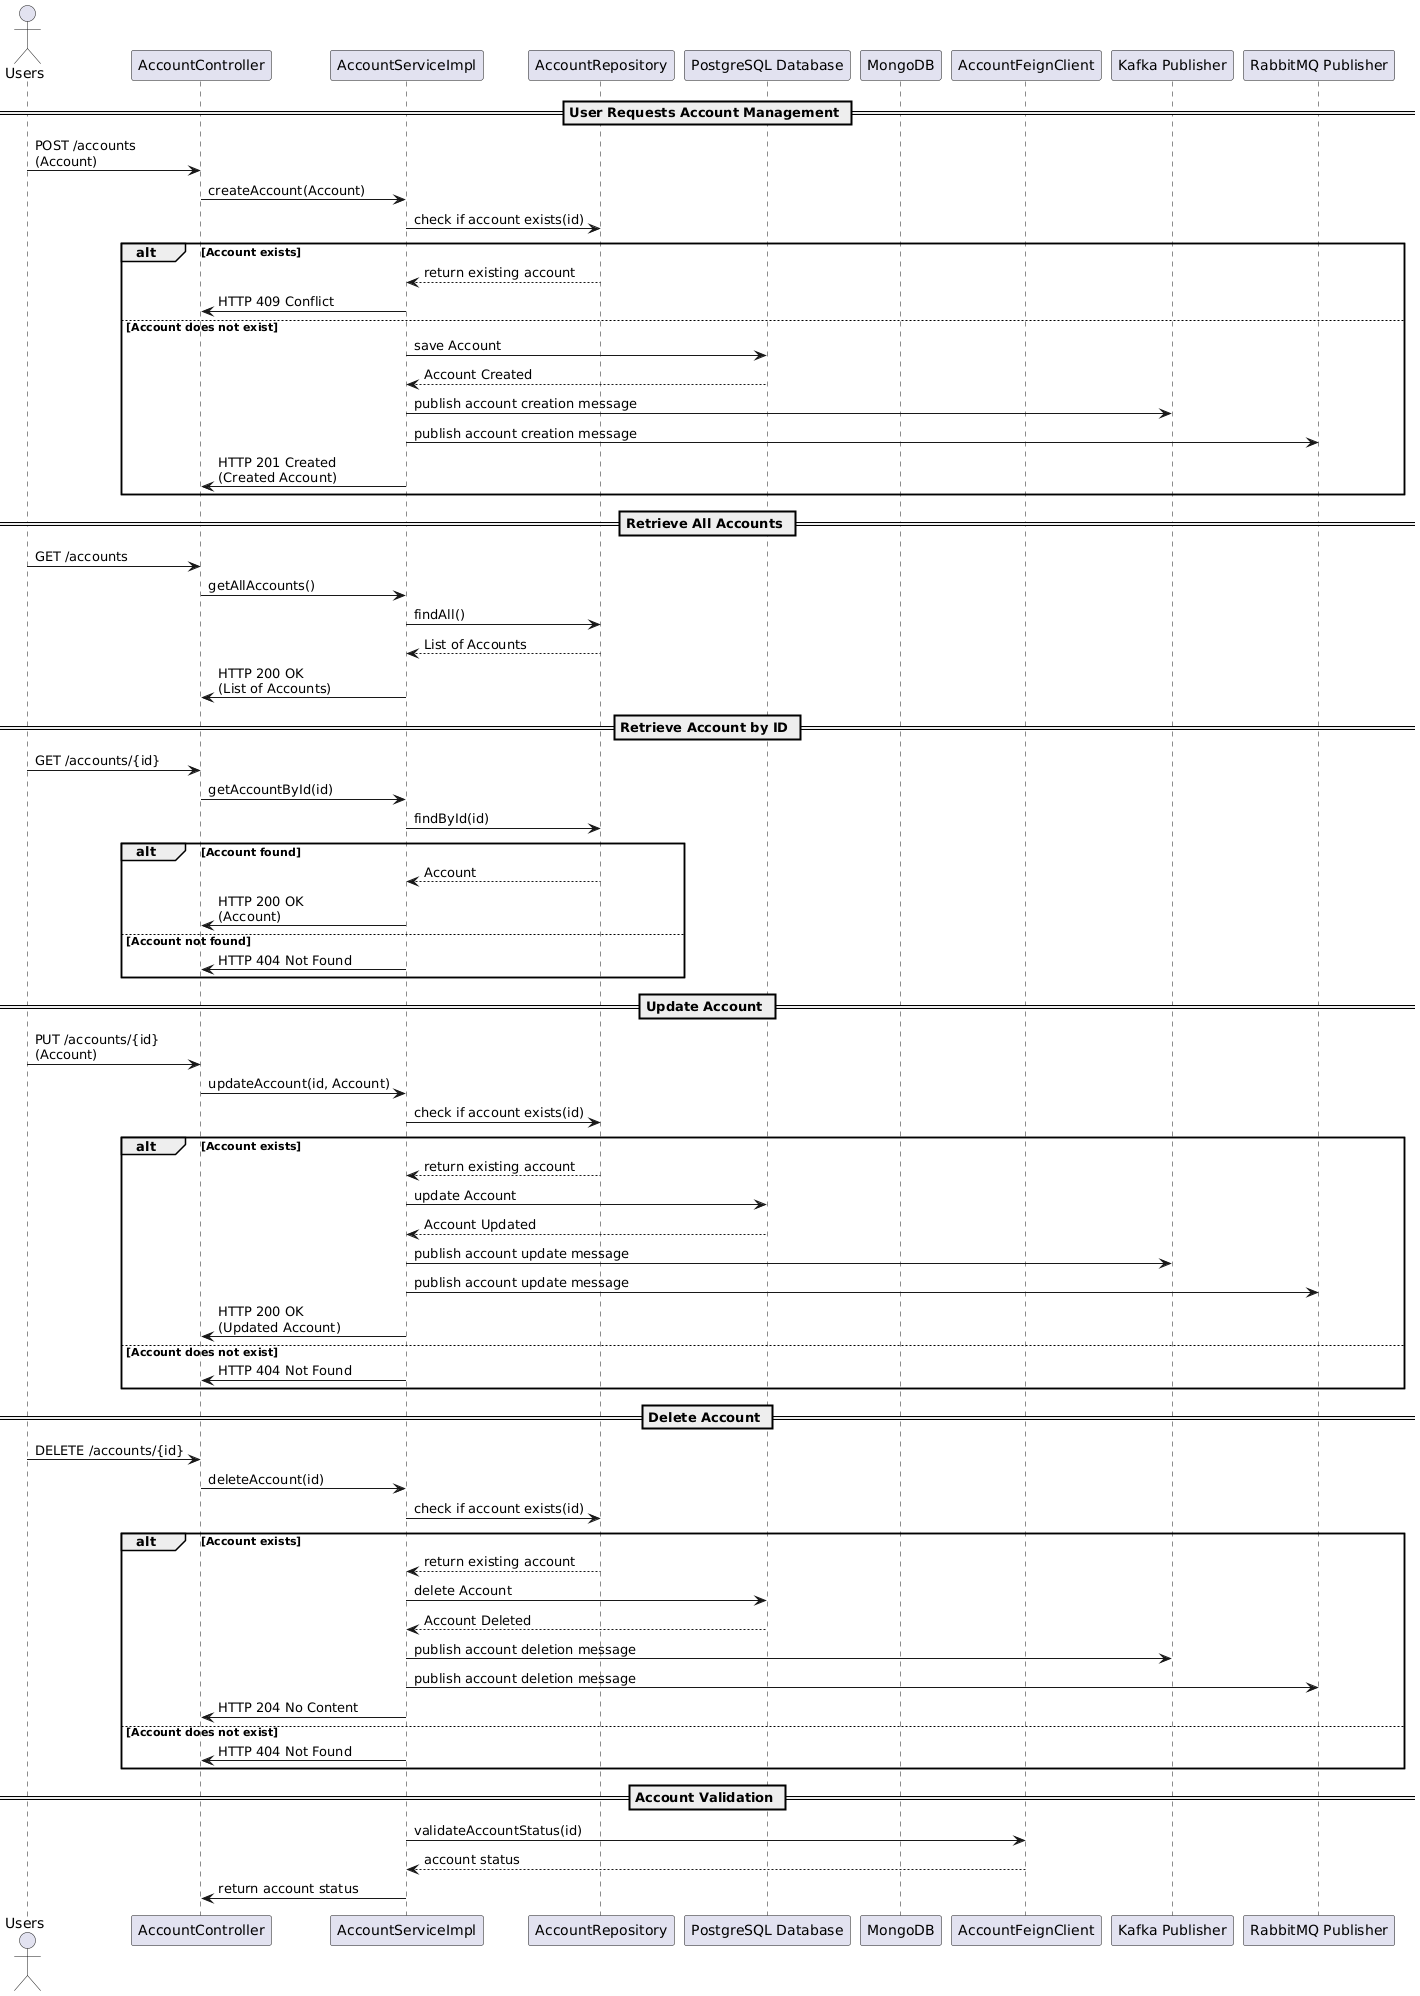 Users
AccountController
AccountServiceImpl
AccountRepository
PostgreSQL Database
MongoDB
AccountFeignClient
Kafka Publisher
RabbitMQ Publisher
User Requests Account Management
POST /accounts
(Account)
createAccount(Account)
check if account exists(id)
alt
[Account exists]
return existing account
HTTP 409 Conflict
[Account does not exist]
save Account
Account Created
publish account creation message
publish account creation message
HTTP 201 Created
(Created Account)
Retrieve All Accounts
GET /accounts
getAllAccounts()
findAll()
List of Accounts
HTTP 200 OK
(List of Accounts)
Retrieve Account by ID
GET /accounts/{id}
getAccountById(id)
findById(id)
alt
[Account found]
Account
HTTP 200 OK
(Account)
[Account not found]
HTTP 404 Not Found
Update Account
PUT /accounts/{id}
(Account)
updateAccount(id, Account)
check if account exists(id)
alt
[Account exists]
return existing account
update Account
Account Updated
publish account update message
publish account update message
HTTP 200 OK
(Updated Account)
[Account does not exist]
HTTP 404 Not Found
Delete Account
DELETE /accounts/{id}
deleteAccount(id)
check if account exists(id)
alt
[Account exists]
return existing account
delete Account
Account Deleted
publish account deletion message
publish account deletion message
HTTP 204 No Content
[Account does not exist]
HTTP 404 Not Found
Account Validation
validateAccountStatus(id)
account status
return account status
Users
AccountController
AccountServiceImpl
AccountRepository
PostgreSQL Database
MongoDB
AccountFeignClient
Kafka Publisher
RabbitMQ Publisher